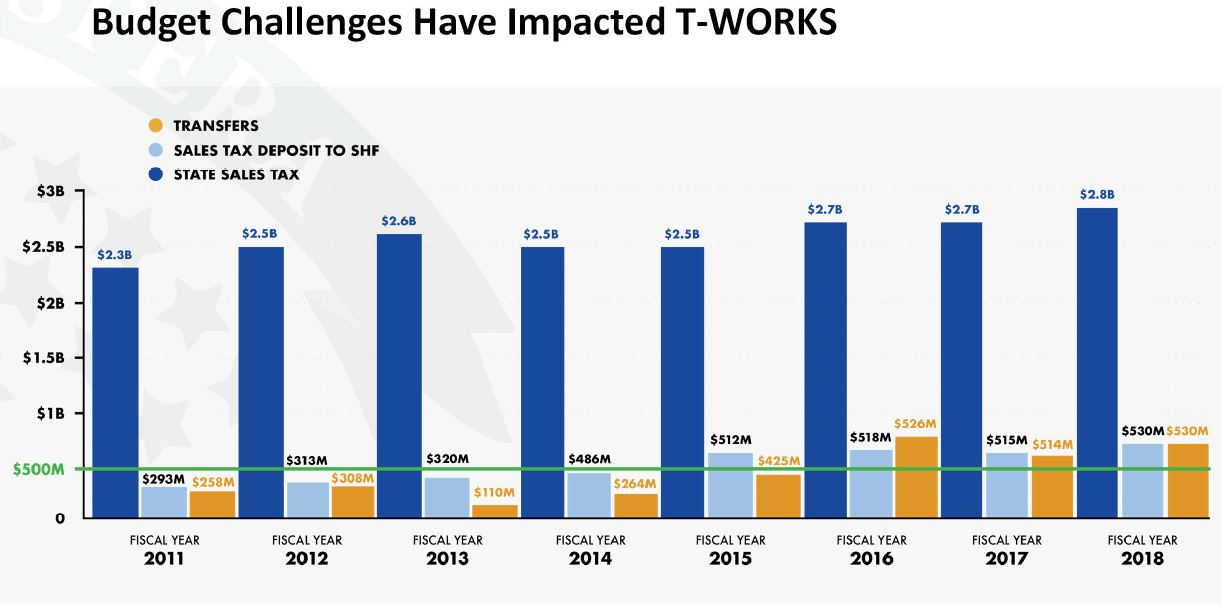 Budget Challenges Have Impacted T-WORKS
TRANSFERS
SALES TAX DEPOSIT TO SHF
STATE SALES TAX
$3B
$2.5B
$2B
$1.5B
$1B
$500M
0
$2.3B
$293M
$258M
$2.5B
$313M
$308M
$2.6B
$320M
$110M
$2.5B
$486M
$264M
$2.5B
$512M
$425M
$2.7B
$518M
$526M
$2.7B
$515M
$514M
$2.8B
$530M
$530M
FISCAL YEAR
2011
FISCAL YEAR
2012
FISCAL YEAR
2013
FISCAL YEAR
2014
FISCAL YEAR
2015
FISCAL YEAR
2016
FISCAL YEAR
2017
FISCAL YEAR
2018